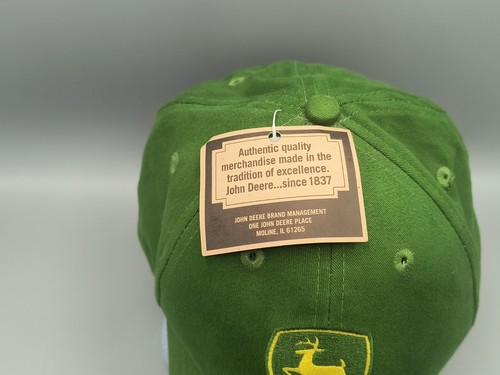 Authentic quality
merchandise made in the
tradition of excellence.
John Deere...since 1837
JOHN DEERE BRAND MANAGEMENT
ONE JOHN DEERE PLACE
MOLINE, IL 61265